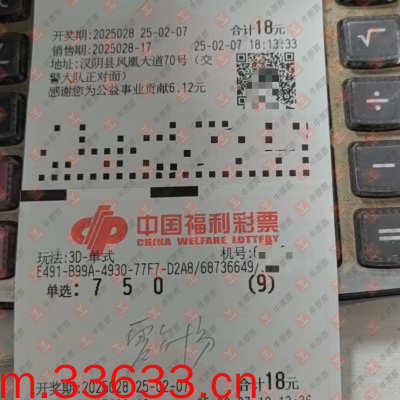 开奖期:2025028 25-02-07 合计18元
销售期:2025028-17 25-02-07 18:13:33
地址:汉阴县凤凰大道70号（交
警大队正对面）
感谢您为公益事业贡献6.12元
中国福利彩票
CHINA WELFARE LOTTERY
玩法:3D-单式 机号:6
E491-B99A-4930-77F7-D2A8/68736649/
单选: 7 5 0 (9)
开奖期:2025028 25-02-07 合计18元
m.33633.cn